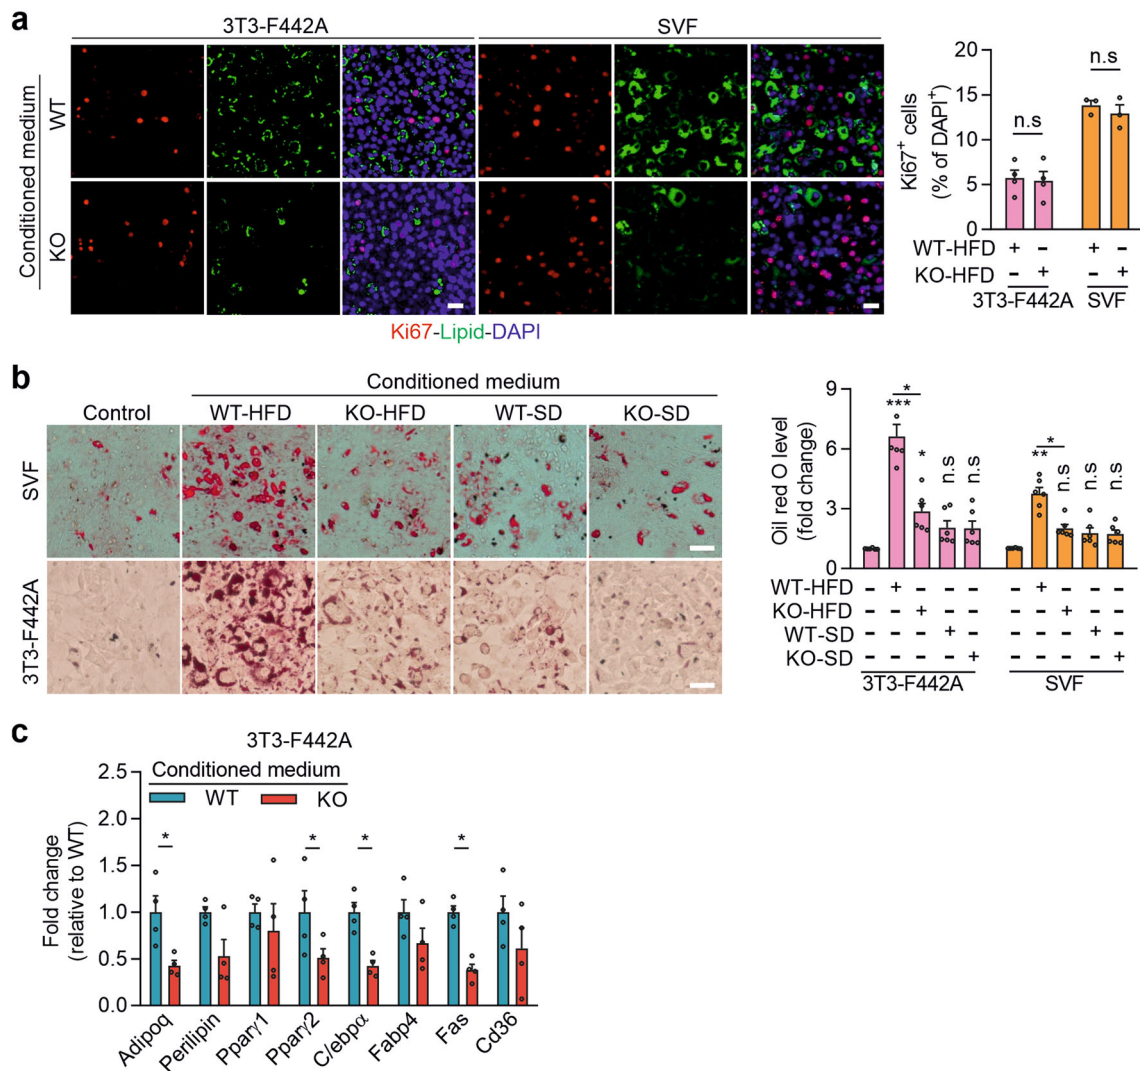 a
3T3-F442A
SVF
Conditioned medium
WT
KO
Ki67-Lipid-DAPI
Ki67+ cells
(% of DAPI+)
20
15
10
5
0
n.s
n.s
WT-HFD + – + –
KO-HFD – + – +
3T3-F442A SVF
b
Conditioned medium
Control WT-HFD KO-HFD WT-SD KO-SD
SVF
3T3-F442A
Oil red O level
(fold change)
9
6
3
0
*
***
*
n.s
n.s
*
**
n.s
n.s
n.s
WT-HFD – + – – – – + – – –
KO-HFD – – + – – – – + – –
WT-SD – – – + – – – – + –
KO-SD – – – – + – – – – +
3T3-F442A SVF
c
3T3-F442A
Conditioned medium
WT KO
Fold change
(relative to WT)
2.5
2.0
1.5
1.0
0.5
0.0
* * * *
Adipoq
Perilipin
Pparγ1
Pparγ2
C/ebpα
Fabp4
Fas
Cd36